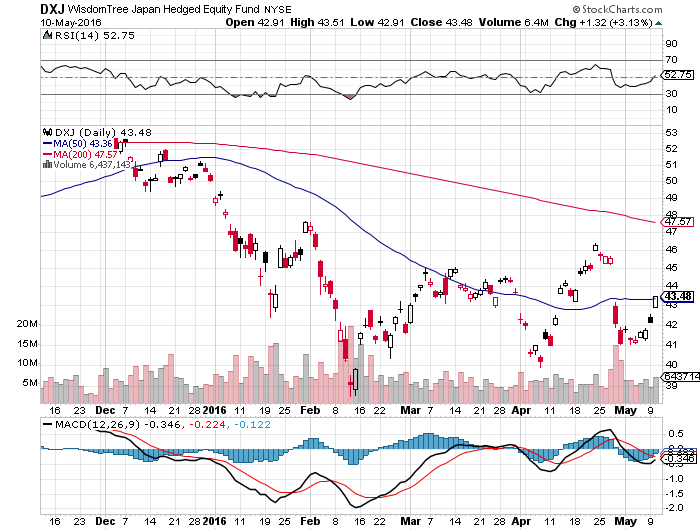 DXJ WisdomTree Japan Hedged Equity Fund NYSE © StockCharts.com
10-May-2016 Open 42.91 High 43.51 Low 42.91 Close 43.48 Volume 6.4M Chg +1.32 (+3.13%)
RSI(14) 52.75
90
70
52.75
30
10
DXJ (Daily) 43.48
MA(50) 43.36
MA(200) 47.57
Volume 6,437,143
53
52
51
50
49
48
47.57
47
46
45
44
43.48
43
42
41
40
39
20M
15M
10M
5M
643714
16 23 Dec 7 14 21 28 2016 11 19 25 Feb 8 16 22 Mar 7 14 21 28 Apr 11 18 25 May 9
MACD(12,26,9) -0.346, -0.224, -0.122
0.5
-0.346
-1.0
-1.5
-2.0
16 23 Dec 7 14 21 28 2016 11 19 25 Feb 8 16 22 Mar 7 14 21 28 Apr 11 18 25 May 9